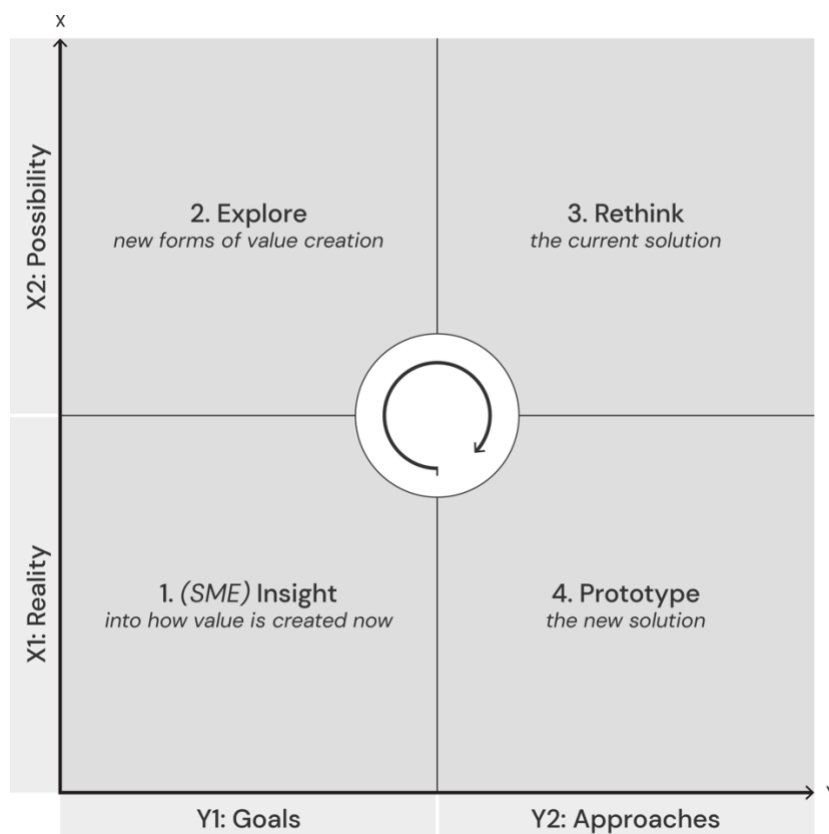 X
X2: Possibility
2. Explore
new forms of value creation
3. Rethink
the current solution
X1: Reality
1. (SME) Insight
into how value is created now
4. Prototype
the new solution
Y
Y1: Goals
Y2: Approaches